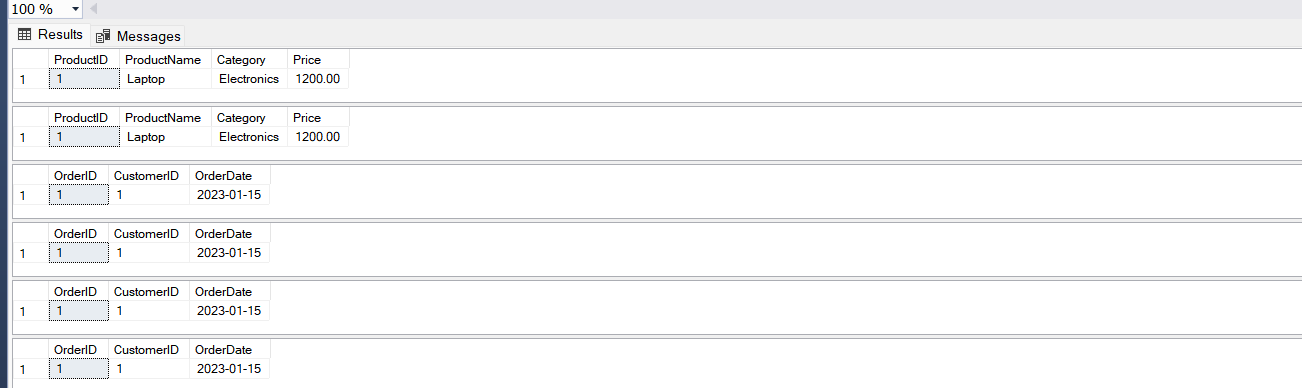 100 %
Results Messages
ProductID ProductName Category Price
1 1 Laptop Electronics 1200.00
ProductID ProductName Category Price
1 1 Laptop Electronics 1200.00
OrderID CustomerID OrderDate
1 1 1 2023-01-15
OrderID CustomerID OrderDate
1 1 1 2023-01-15
OrderID CustomerID OrderDate
1 1 1 2023-01-15
OrderID CustomerID OrderDate
1 1 1 2023-01-15